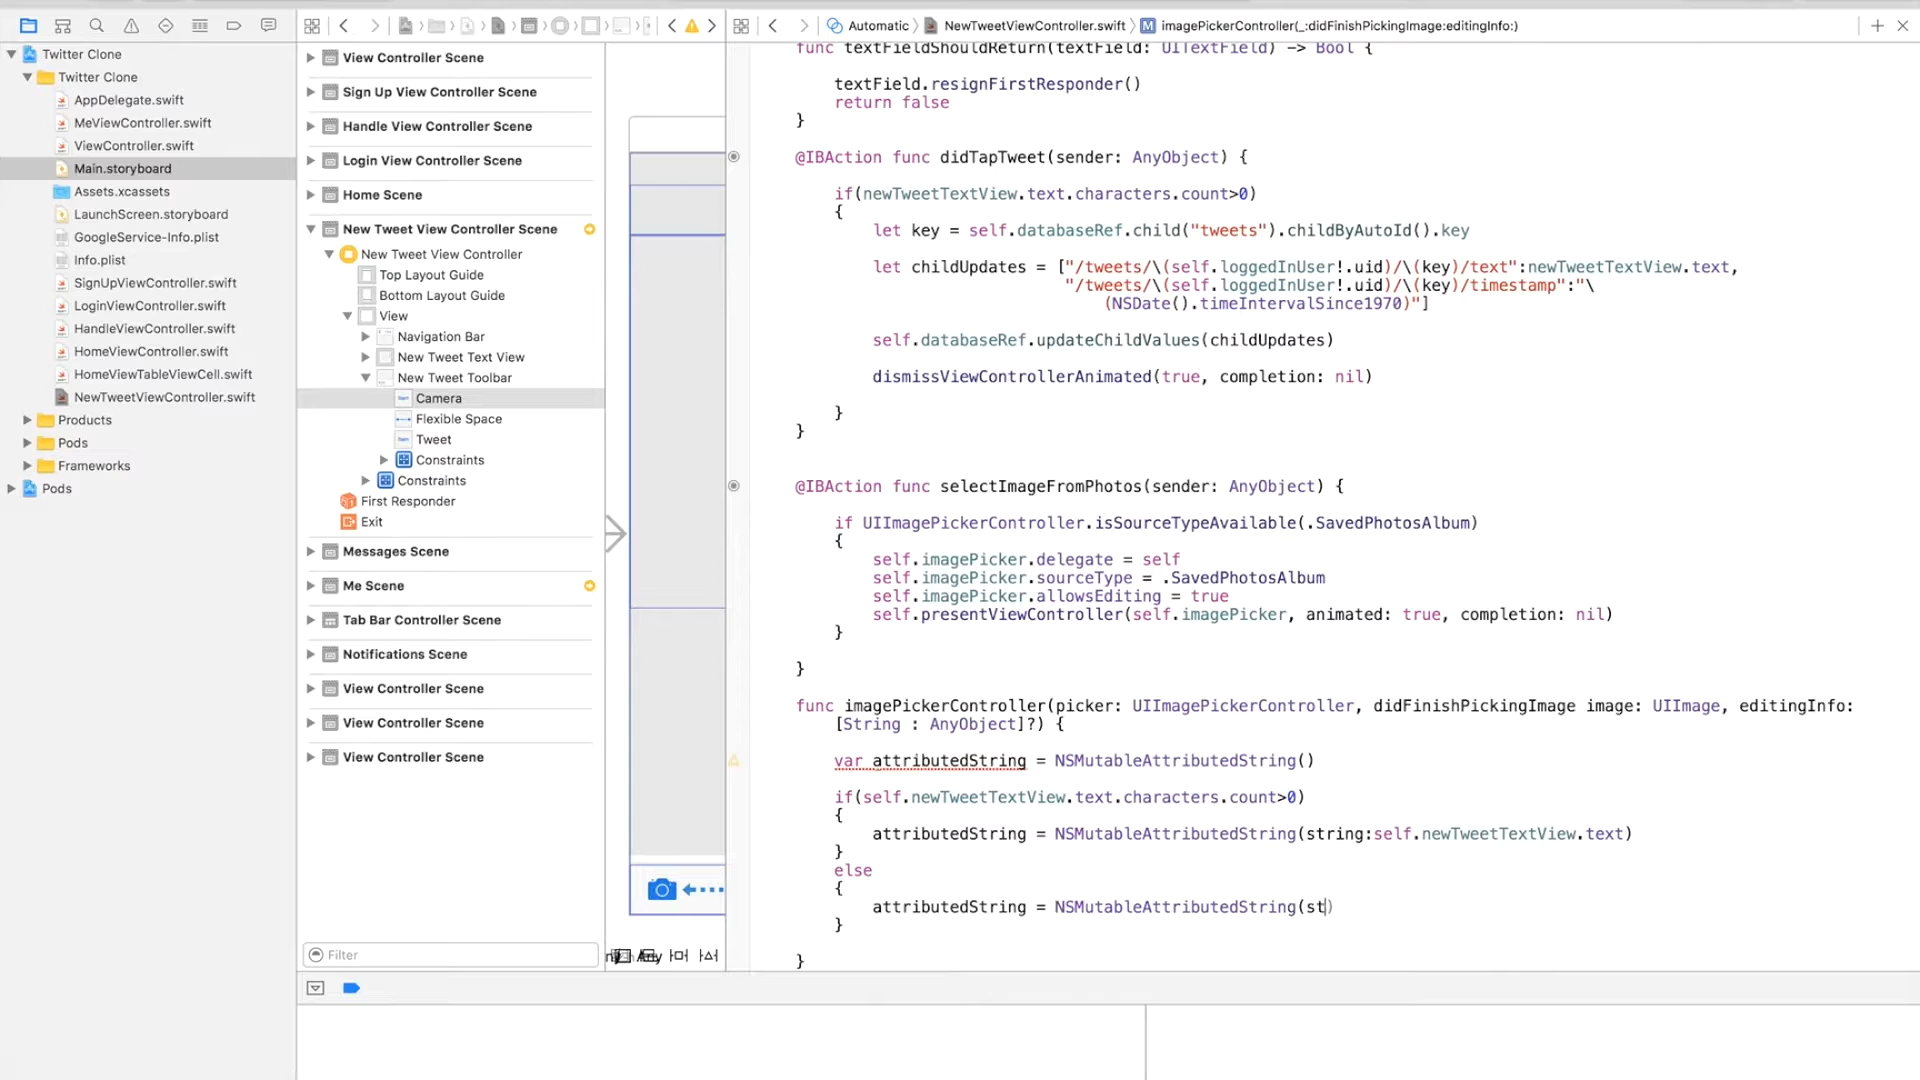 Automatic
NewTweetViewController.swift
M imagePickerController(_:didFinishPickingImage:editingInfo:)
Twitter Clone
Twitter Clone
AppDelegate.swift
MeViewController.swift
ViewController.swift
Main.storyboard
Assets.xcassets
LaunchScreen.storyboard
GoogleService-Info.plist
Info.plist
SignUpViewController.swift
LoginViewController.swift
HandleViewController.swift
HomeViewController.swift
HomeViewTableViewCell.swift
NewTweetViewController.swift
Products
Pods
Frameworks
Pods
View Controller Scene
Sign Up View Controller Scene
Handle View Controller Scene
Login View Controller Scene
Home Scene
New Tweet View Controller Scene
New Tweet View Controller
Top Layout Guide
Bottom Layout Guide
View
Navigation Bar
New Tweet Text View
New Tweet Toolbar
Camera
Flexible Space
Tweet
Constraints
Constraints
First Responder
Exit
Messages Scene
Me Scene
Tab Bar Controller Scene
Notifications Scene
View Controller Scene
View Controller Scene
View Controller Scene
Filter
func textFieldShouldReturn(textField: UITextField) -> Bool {
textField.resignFirstResponder()
return false
}
@IBAction func didTapTweet(sender: AnyObject) {
if(newTweetTextView.text.characters.count>0)
{
let key = self.databaseRef.child("tweets").childByAutoId().key
let childUpdates = ["/tweets/\(self.loggedInUser!.uid)/\(key)/text":newTweetTextView.text,
"/tweets/\(self.loggedInUser!.uid)/\(key)/timestamp":"\
(NSDate().timeIntervalSince1970)"]
self.databaseRef.updateChildValues(childUpdates)
dismissViewControllerAnimated(true, completion: nil)
}
}
@IBAction func selectImageFromPhotos(sender: AnyObject) {
if UIImagePickerController.isSourceTypeAvailable(.SavedPhotosAlbum)
{
self.imagePicker.delegate = self
self.imagePicker.sourceType = .SavedPhotosAlbum
self.imagePicker.allowsEditing = true
self.presentViewController(self.imagePicker, animated: true, completion: nil)
}
}
func imagePickerController(picker: UIImagePickerController, didFinishPickingImage image: UIImage, editingInfo:
[String : AnyObject]?) {
var attributedString = NSMutableAttributedString()
if(self.newTweetTextView.text.characters.count>0)
{
attributedString = NSMutableAttributedString(string:self.newTweetTextView.text)
}
else
{
attributedString = NSMutableAttributedString(st)
}
}